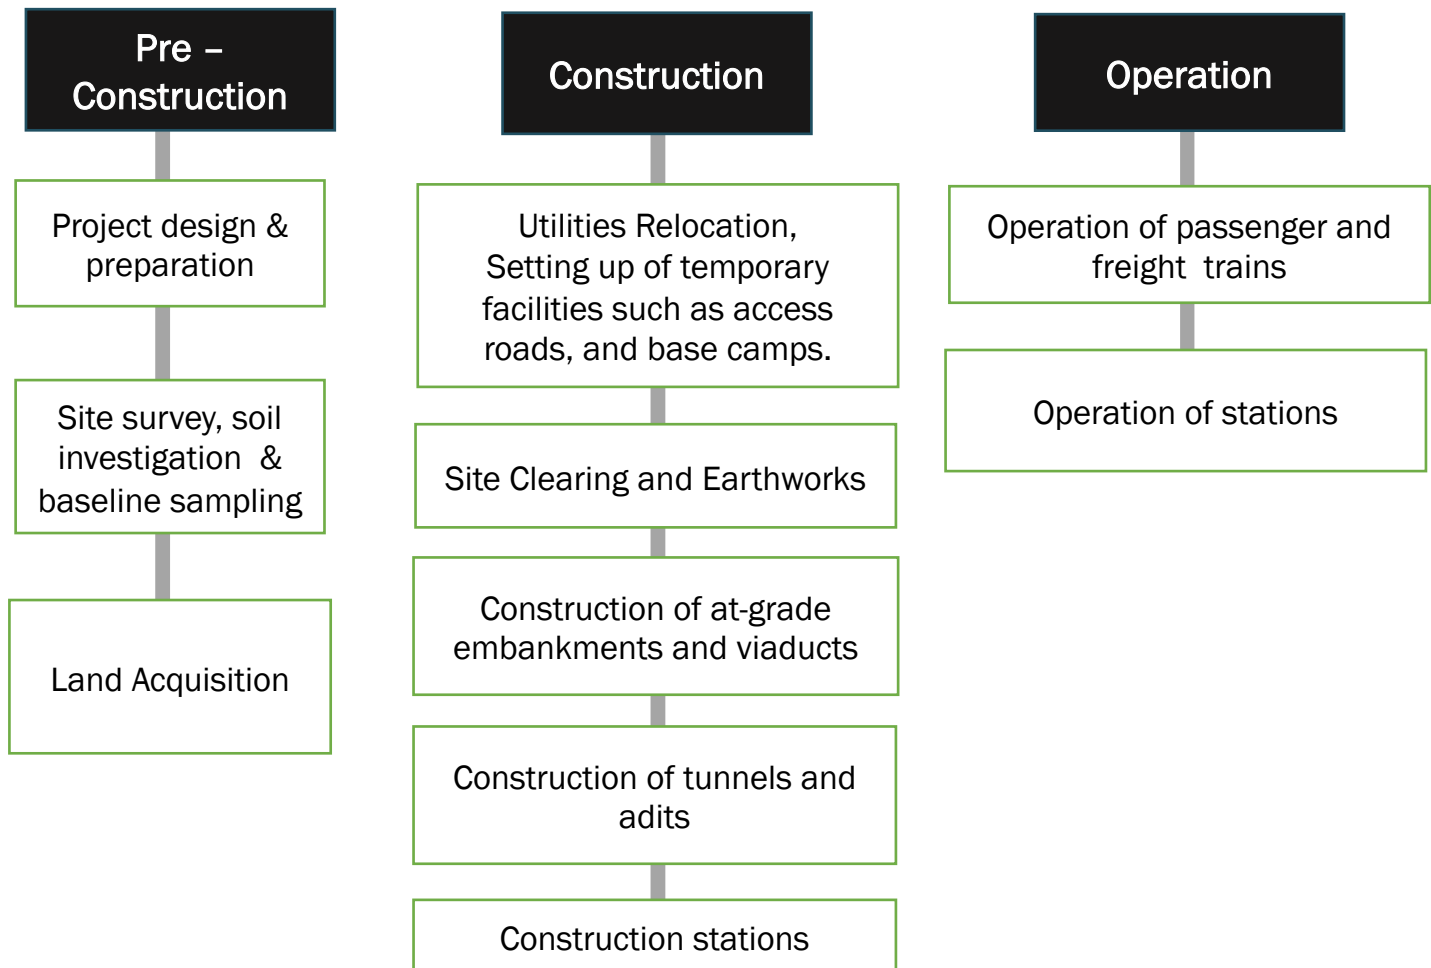 Pre –
Construction
Project design &
preparation
Site survey, soil
investigation &
baseline sampling
Land Acquisition
Construction
Utilities Relocation,
Setting up of temporary
facilities such as access
roads, and base camps.
Site Clearing and Earthworks
Construction of at-grade
embankments and viaducts
Construction of tunnels and
adits
Construction stations
Operation
Operation of passenger and
freight trains
Operation of stations